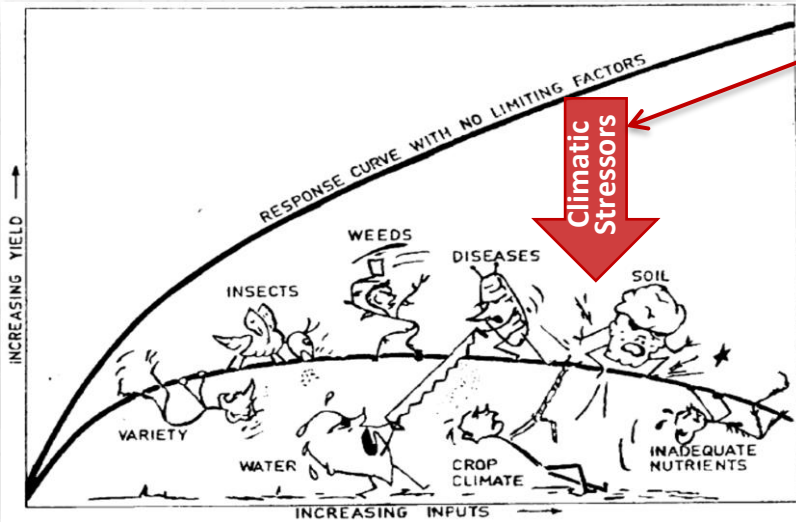 RESPONSE CURVE WITH NO LIMITING FACTORS
Climatic
Stressors
WEEDS
DISEASES
SOIL
INSECTS
VARIETY
WATER
CROP
CLIMATE
INADEQUATE
NUTRIENTS
INCREASING YIELD
INCREASING INPUTS